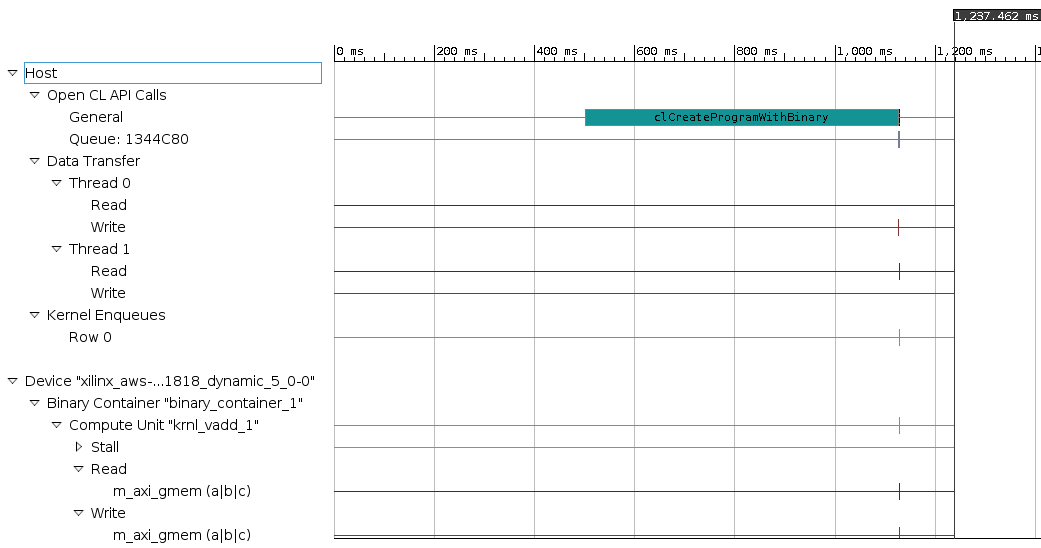 1,237.462 ms
0 ms 200 ms 400 ms 600 ms 800 ms 1,000 ms 1,200 ms
Host
Open CL API Calls
General clCreateProgramWithBinary
Queue: 1344C80
Data Transfer
Thread 0
Read
Write
Thread 1
Read
Write
Kernel Enqueues
Row 0
Device "xilinx_aws-...1818_dynamic_5_0-0"
Binary Container "binary_container_1"
Compute Unit "krnl_vadd_1"
Stall
Read
m_axi_gmem (a|b|c)
Write
m_axi_gmem (a|b|c)